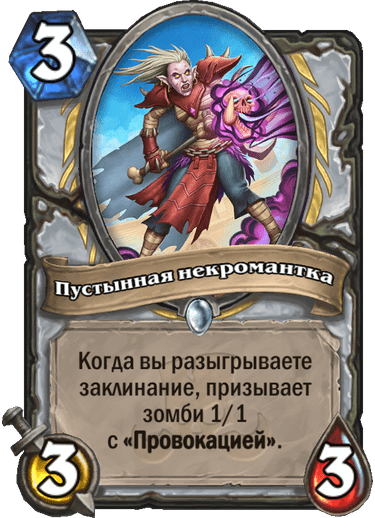 3
Пустынная некромантка
Когда вы разыгрываете
заклинание, призывает
зомби 1/1
с «Провокацией».
3
3